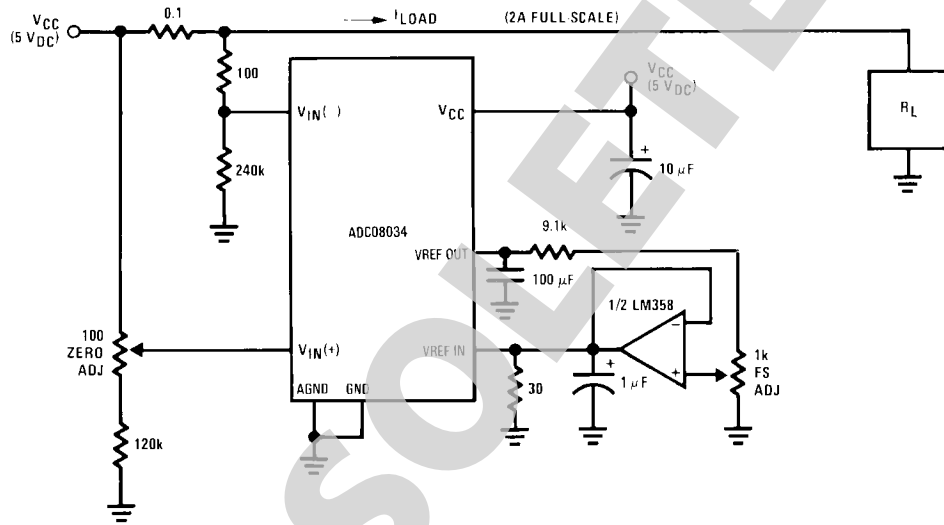 VCC
(5 VDC)
0.1
ILOAD (2A FULL-SCALE)
100
VIN(–)
240k
VCC
VCC
(5 VDC)
+
10 µF
RL
ADC08034
9.1k
VREF OUT
100 µF
1/2 LM358
–
+
100
ZERO
ADJ
VIN(+)
VREF IN
30
+
1 µF
1k
FS
ADJ
AGND GND
120k
OBSOLETE